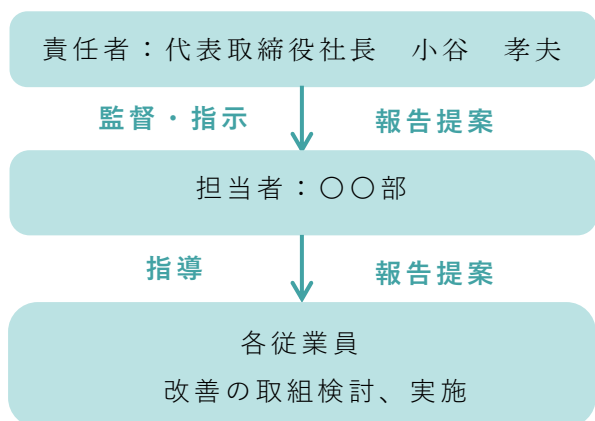 責任者：代表取締役社長　小谷　孝夫
監督・指示　報告提案
担当者：〇〇部
指導　報告提案
各従業員
改善の取組検討、実施